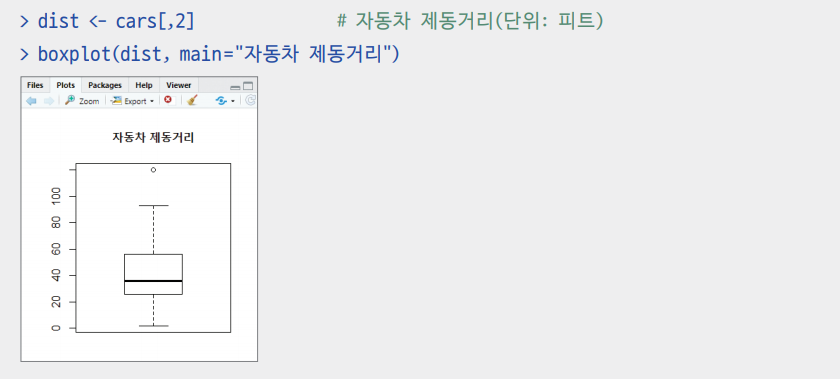 > dist <- cars[,2] # 자동차 제동거리(단위: 피트)
> boxplot(dist, main="자동차 제동거리")
Files Plots Packages Help Viewer
Zoom Export
자동차 제동거리
100
80
60
40
20
0